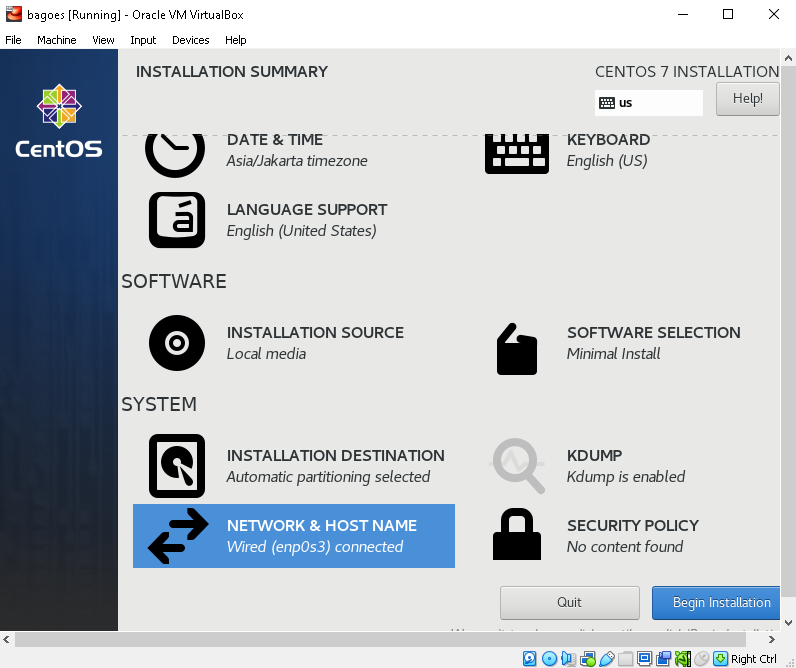 bagoes [Running] - Oracle VM VirtualBox
File Machine View Input Devices Help
INSTALLATION SUMMARY
CENTOS 7 INSTALLATION
us
Help!
CentOS
DATE & TIME
Asia/Jakarta timezone
KEYBOARD
English (US)
LANGUAGE SUPPORT
English (United States)
SOFTWARE
INSTALLATION SOURCE
Local media
SOFTWARE SELECTION
Minimal Install
SYSTEM
INSTALLATION DESTINATION
Automatic partitioning selected
KDUMP
Kdump is enabled
NETWORK & HOST NAME
Wired (enp0s3) connected
SECURITY POLICY
No content found
Quit
Begin Installation
Right Ctrl